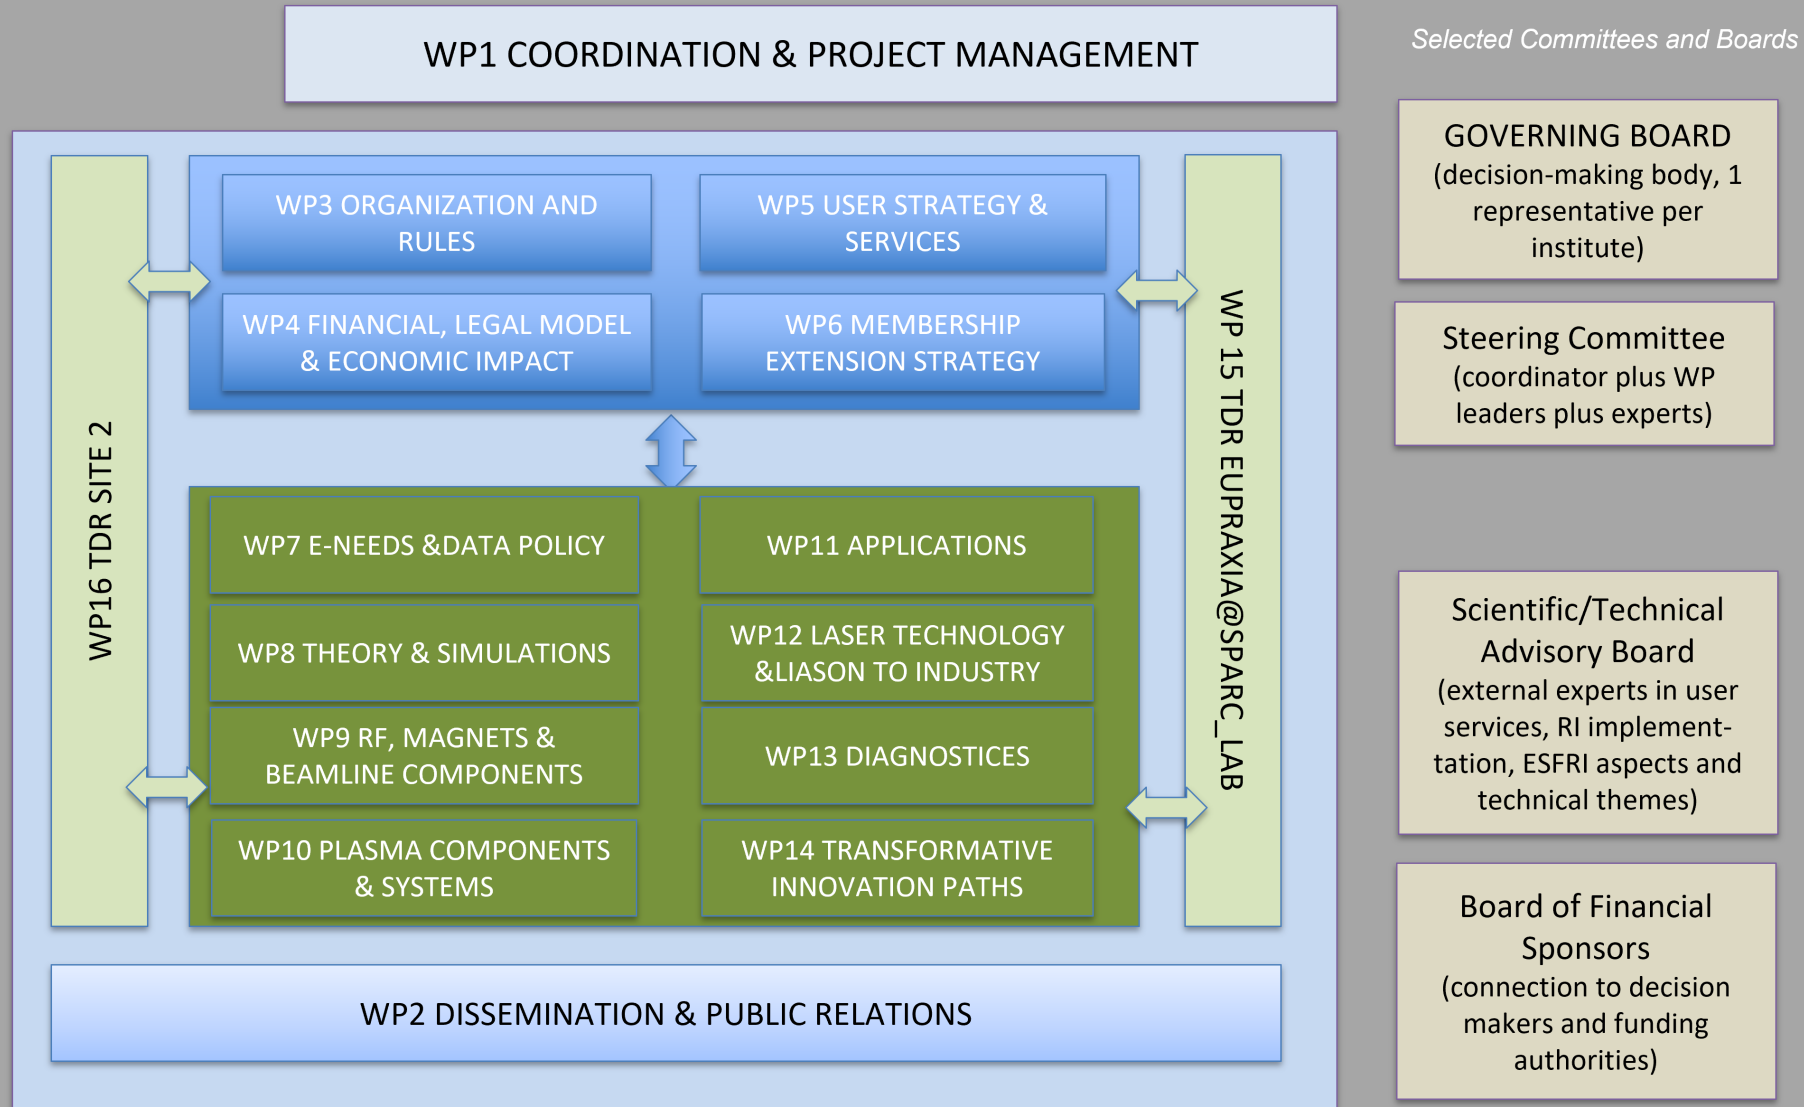 WP1 COORDINATION & PROJECT MANAGEMENT
Selected Committees and Boards
WP16 TDR SITE 2
WP3 ORGANIZATION AND
RULES
WP5 USER STRATEGY &
SERVICES
WP4 FINANCIAL, LEGAL MODEL
& ECONOMIC IMPACT
WP6 MEMBERSHIP
EXTENSION STRATEGY
WP7 E-NEEDS &DATA POLICY
WP11 APPLICATIONS
WP8 THEORY & SIMULATIONS
WP12 LASER TECHNOLOGY
&LIASON TO INDUSTRY
WP9 RF, MAGNETS &
BEAMLINE COMPONENTS
WP13 DIAGNOSTICES
WP10 PLASMA COMPONENTS
& SYSTEMS
WP14 TRANSFORMATIVE
INNOVATION PATHS
WP 15 TDR EUPRAXIA@SPARC_LAB
WP2 DISSEMINATION & PUBLIC RELATIONS
GOVERNING BOARD
(decision-making body, 1
representative per
institute)
Steering Committee
(coordinator plus WP
leaders plus experts)
Scientific/Technical
Advisory Board
(external experts in user
services, RI implement-
tation, ESFRI aspects and
technical themes)
Board of Financial
Sponsors
(connection to decision
makers and funding
authorities)